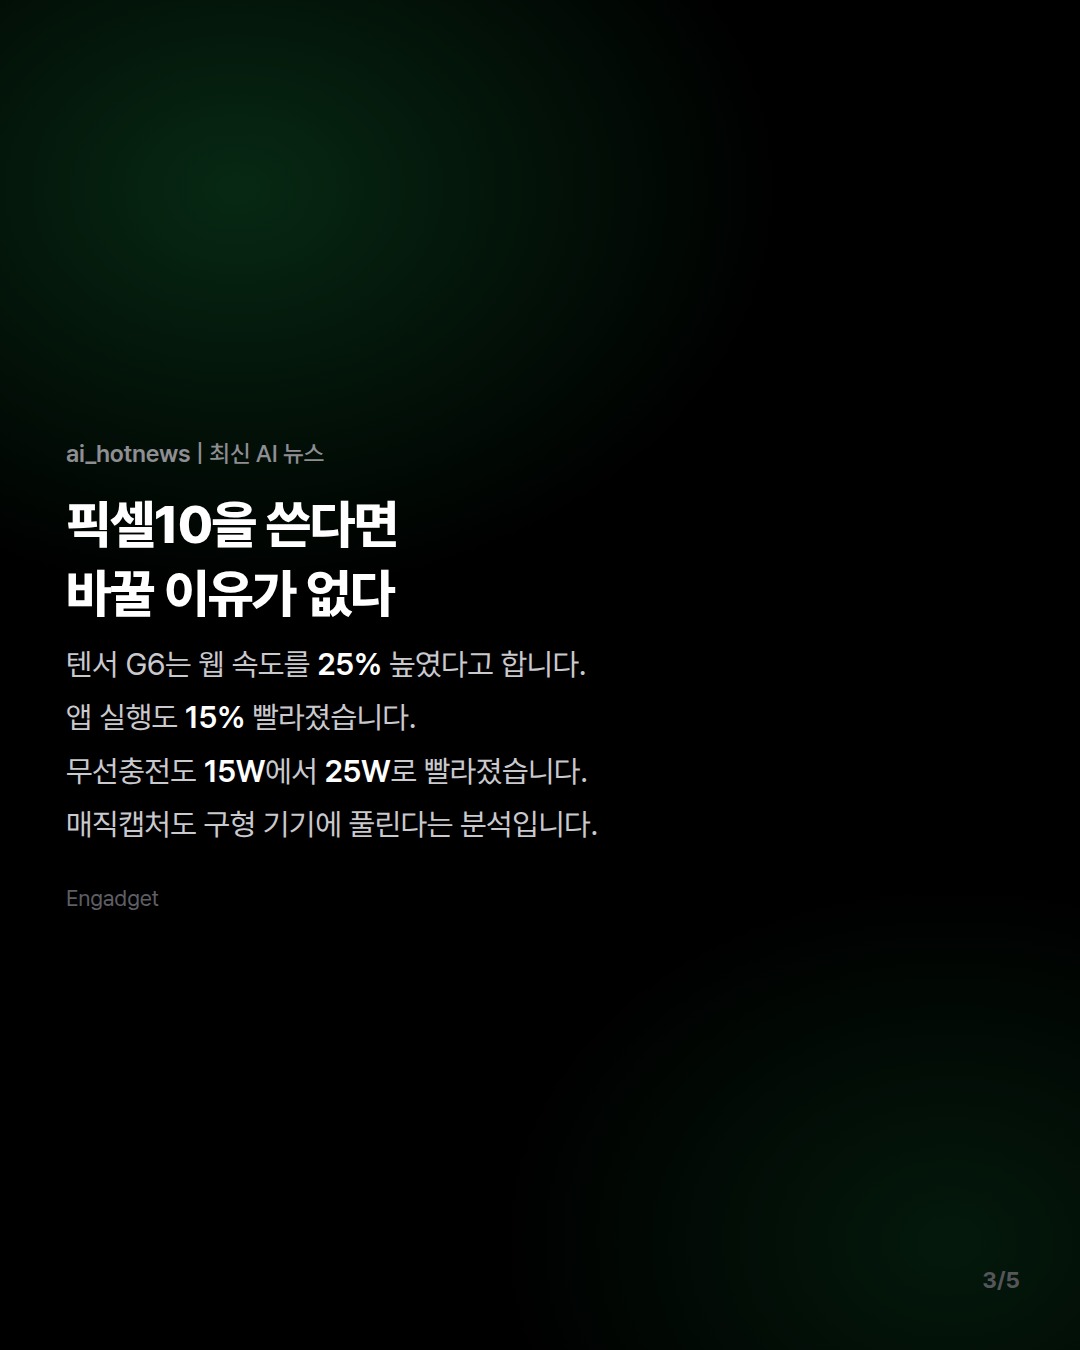 ai_hotnews | 최신 AI 뉴스
픽셀10을 쓴다면
바꿀 이유가 없다
텐서 G6는 웹 속도를 25% 높였다고 합니다.
앱 실행도 15% 빨라졌습니다.
무선충전도 15W에서 25W로 빨라졌습니다.
매직캡처도 구형 기기에 풀린다는 분석입니다.
Engadget
3/5